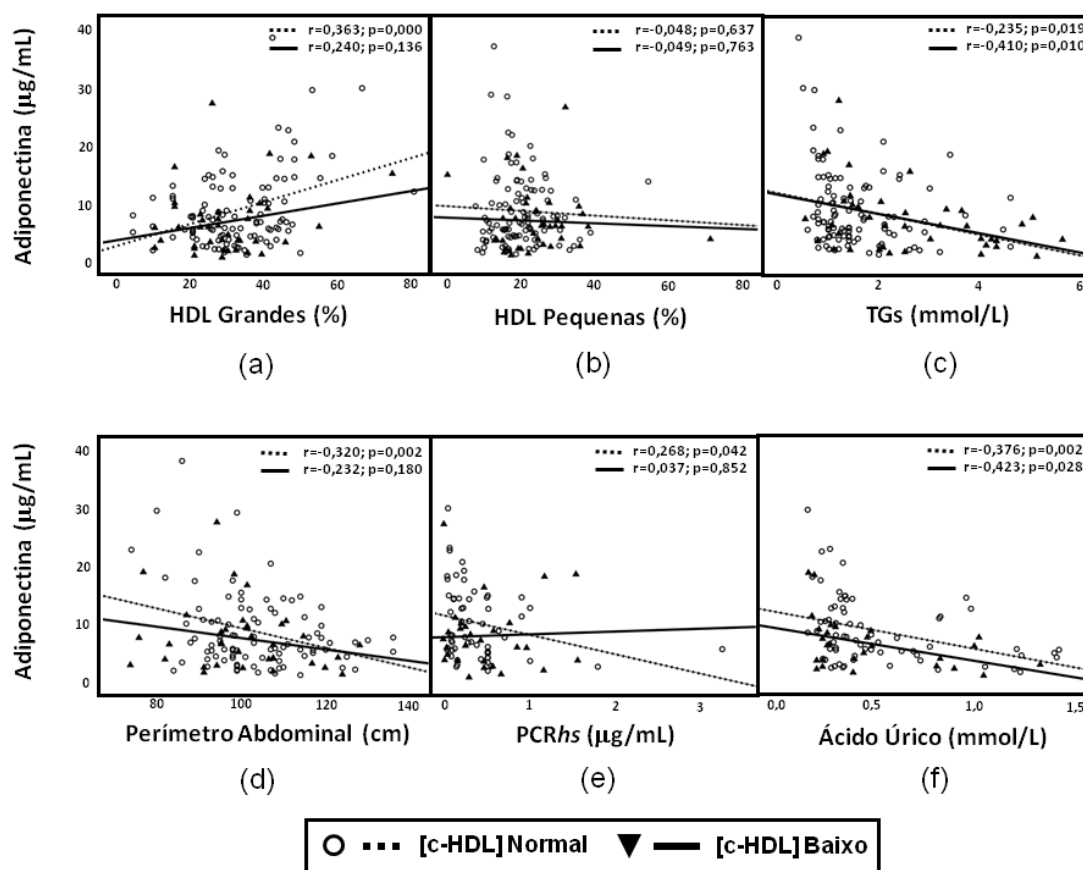 40
30
20
10
0
Adiponectina (µg/mL)
r=0,363; p=0,000
r=0,240; p=0,136
0 20 40 60 80
HDL Grandes (%)
(a)
r=-0,048; p=0,637
r=-0,049; p=0,763
0 20 40 60 80
HDL Pequenas (%)
(b)
r=-0,235; p=0,019
r=-0,410; p=0,010
0 2 4 6
TGs (mmol/L)
(c)
40
30
20
10
0
Adiponectina (µg/mL)
r=-0,320; p=0,002
r=-0,232; p=0,180
80 100 120 140
Perímetro Abdominal (cm)
(d)
r=0,268; p=0,042
r=0,037; p=0,852
0 1 2 3
PCRhs (µg/mL)
(e)
r=-0,376; p=0,002
r=-0,423; p=0,028
0,0 0,5 1,0 1,5
Ácido Úrico (mmol/L)
(f)
[c-HDL] Normal [c-HDL] Baixo